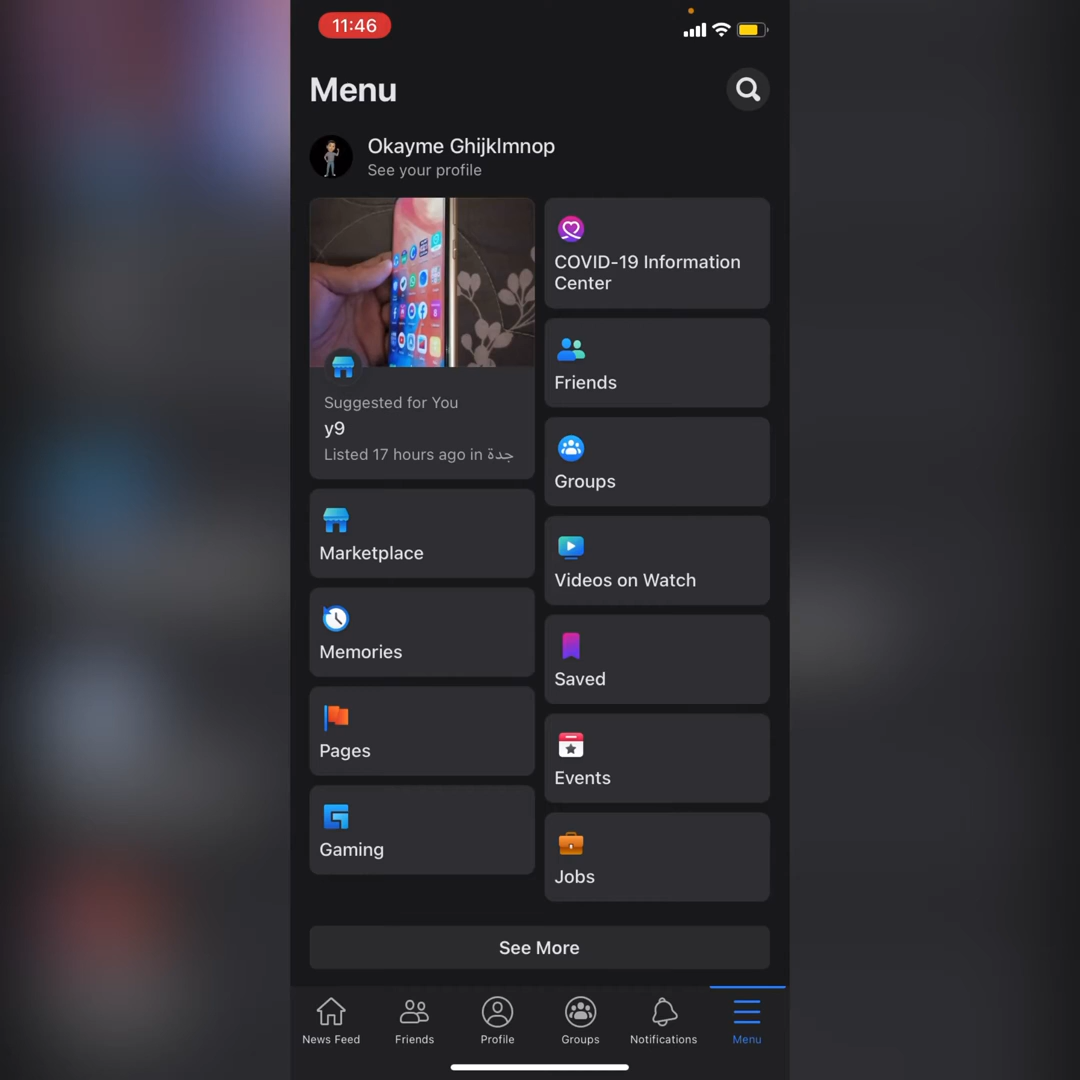 11:46
Menu
Okayme Ghijklmnop
See your profile
Suggested for You
y9
Listed 17 hours ago in جدة
Marketplace
Memories
Pages
Gaming
COVID-19 Information
Center
Friends
Groups
Videos on Watch
Saved
Events
Jobs
See More
News Feed
Friends
Profile
Groups
Notifications
Menu